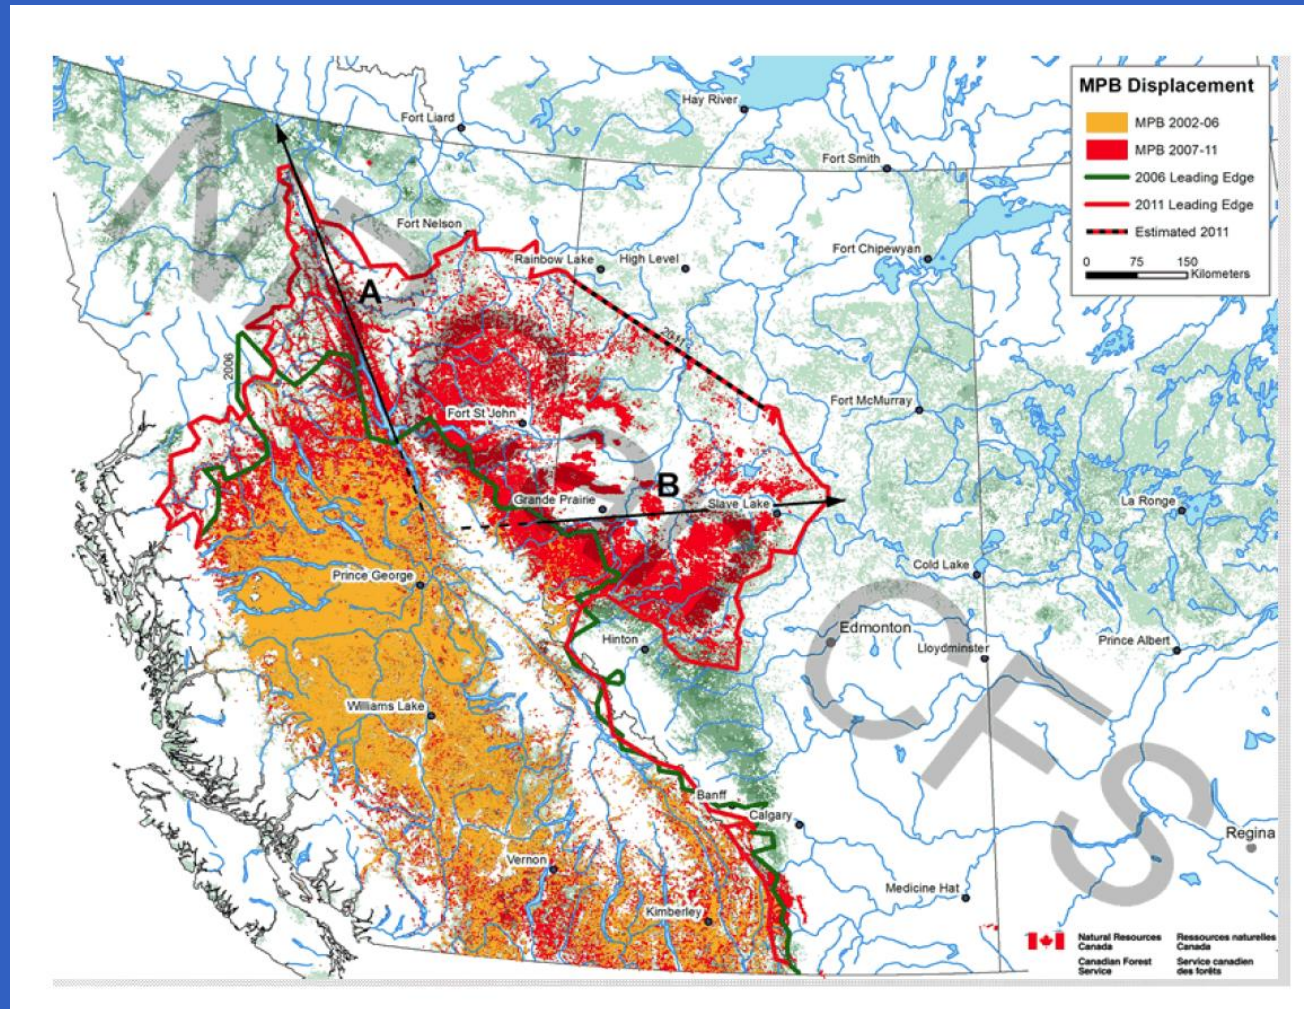 MPB Displacement
MPB 2002-06
MPB 2007-11
2006 Leading Edge
2011 Leading Edge
Estimated 2011
0 75 150
Kilometers
Hay River
Fort Liard
Fort Smith
Fort Nelson
Rainbow Lake
High Level
Fort Chipewyan
A
2011
2006
Fort McMurray
Fort St John
B
Grande Prairie
Slave Lake
La Ronge
Cold Lake
Prince George
Edmonton
Hinton
Lloydminster
Prince Albert
Williams Lake
CFS
Banff
Calgary
Regina
Vernon
Medicine Hat
Kimberley
Natural Resources
Canada
Canadian Forest
Service
Ressources naturelles
Canada
Service canadien
des forêts